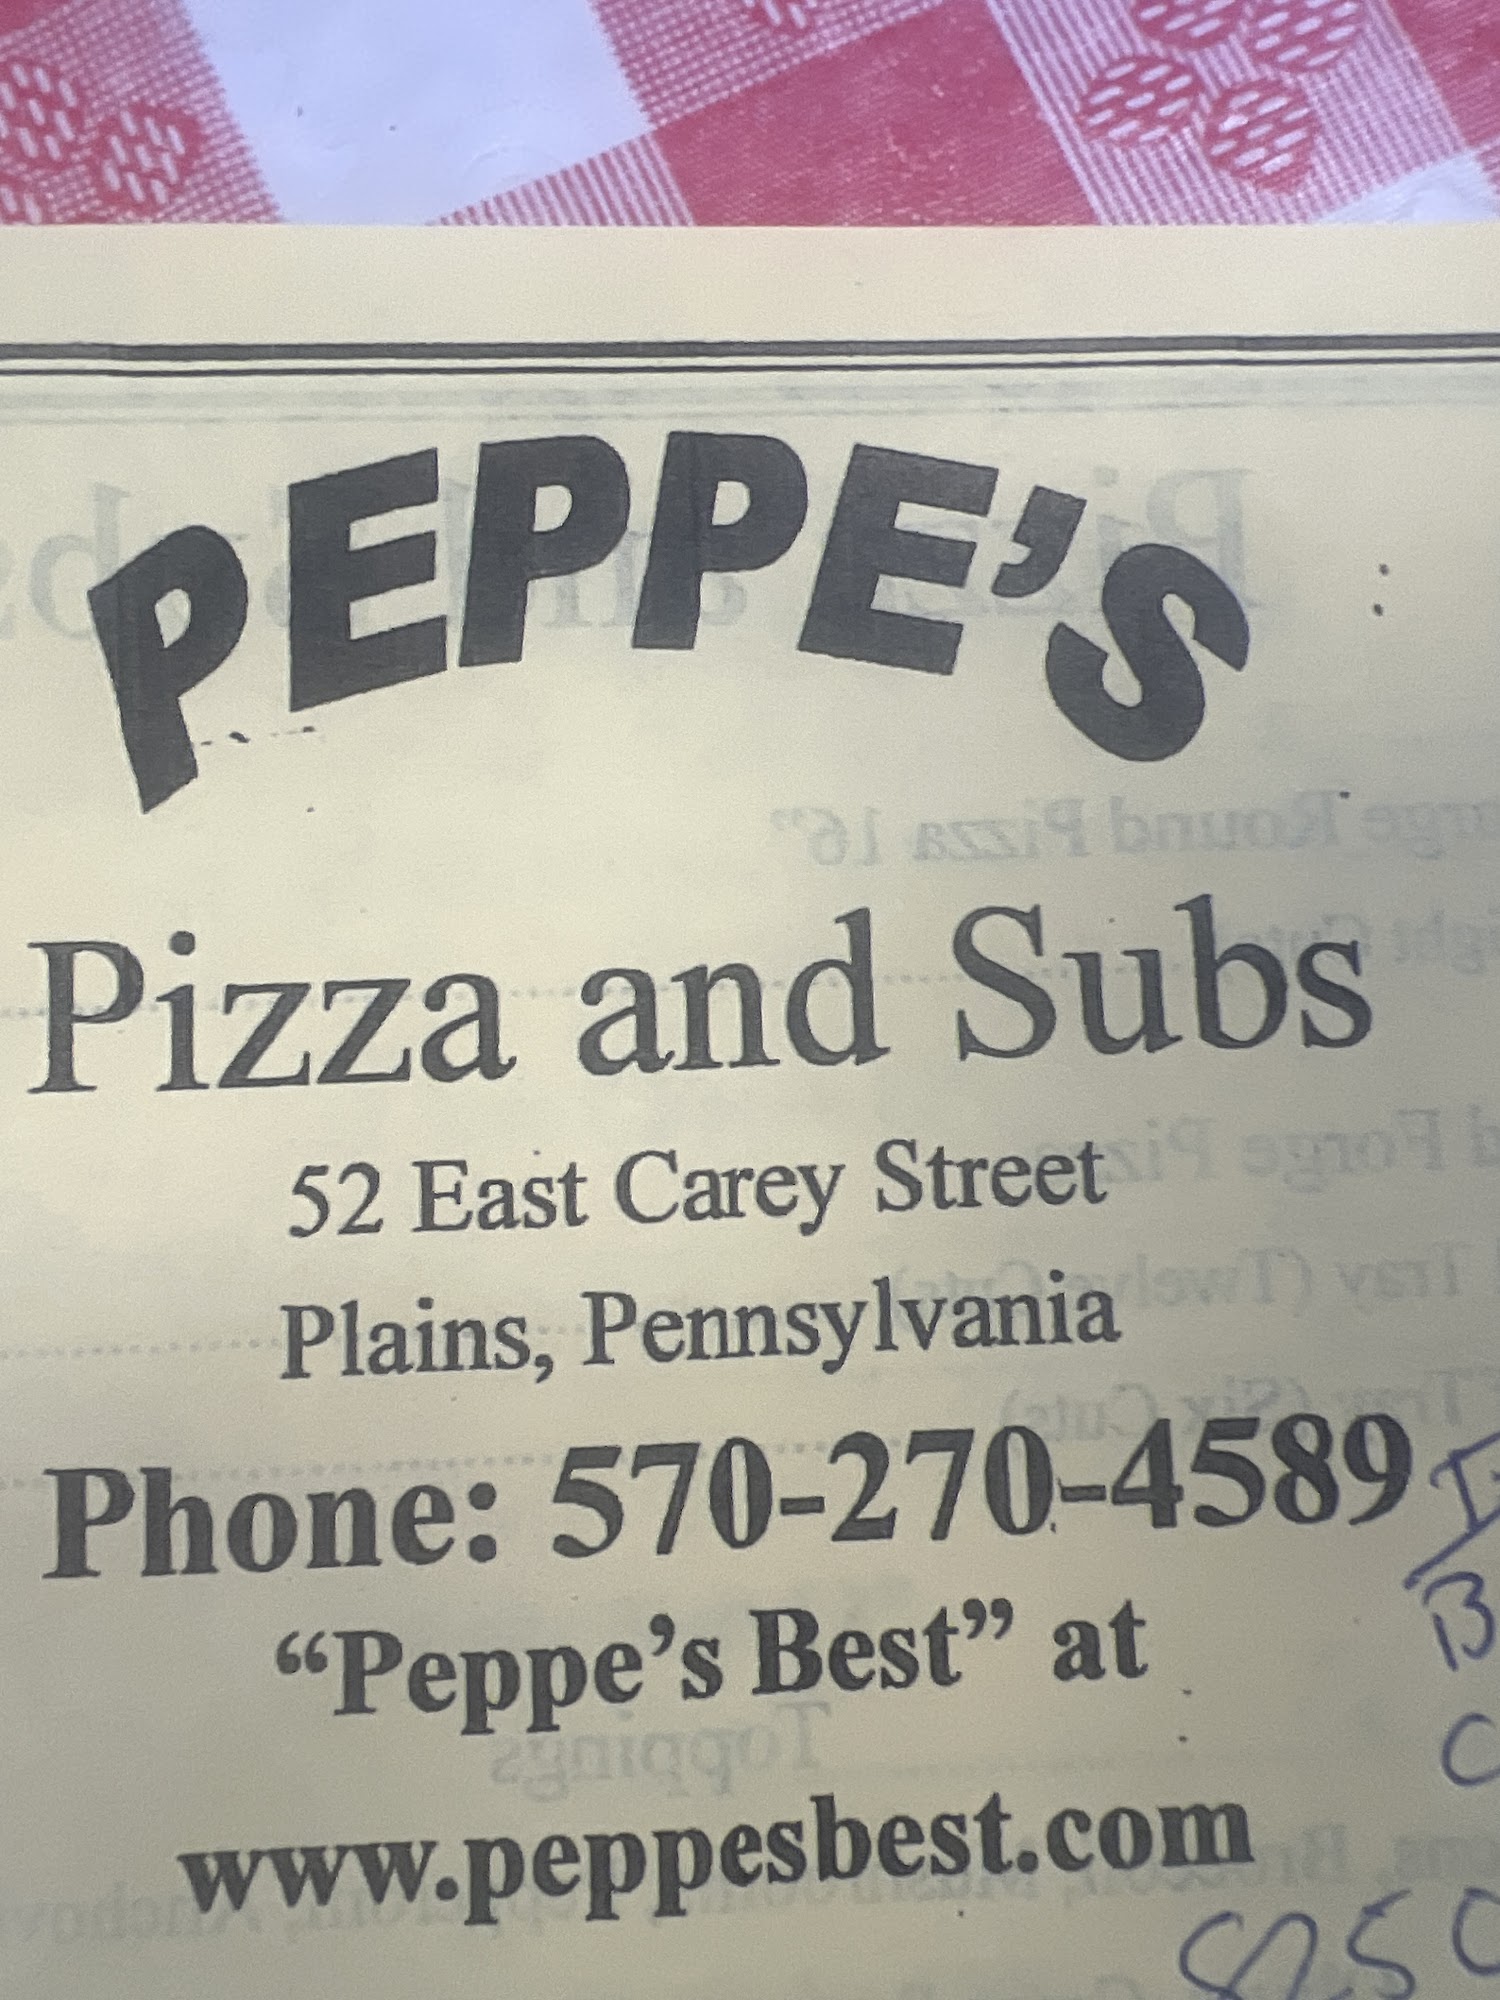 PEPPE'S
Pizza and Subs
52 East Carey Street
Plains, Pennsylvania
Phone: 570-270-4589
“Peppe’s Best” at
www.peppesbest.com